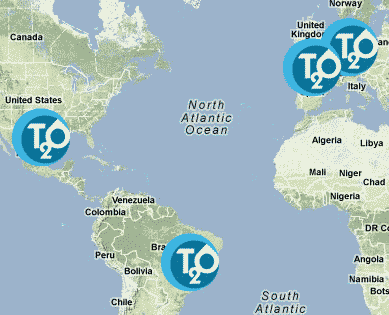 Norway
Canada
United
Kingdom
T2O
T2O
United States
North
Atlantic
Ocean
Italy
T2O
Algeria
Libya
Mali
Niger
Chad
Nigeria
Venezuela
Colombia
DR Co
Bra
T2O
Peru
Bolivia
Angola
Namibia
Bots
Chile
South
Atlantic